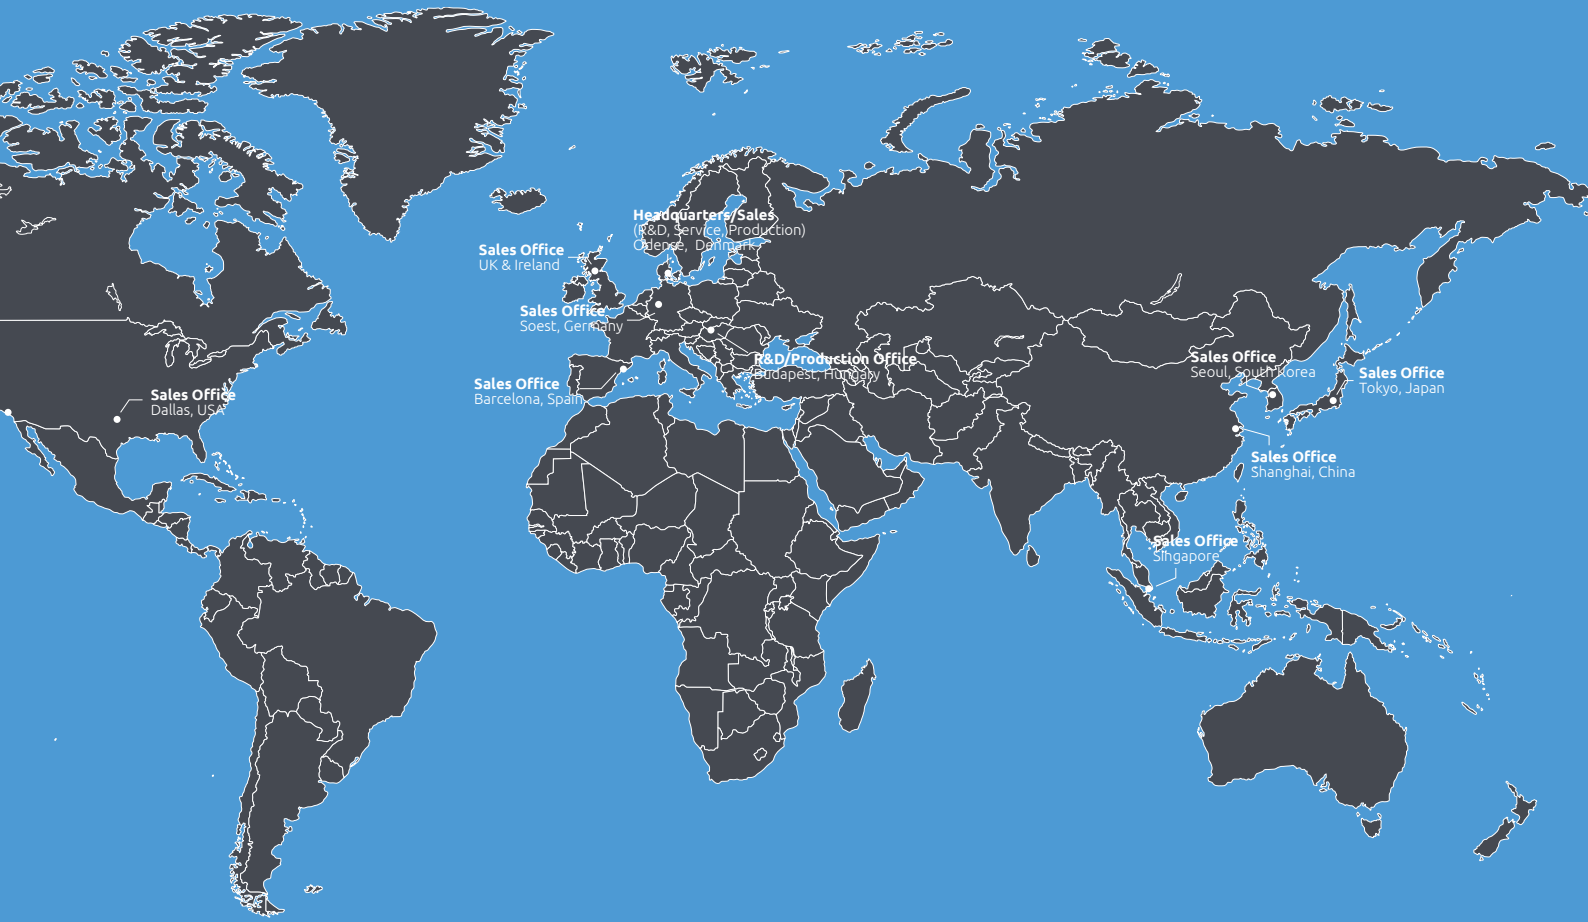 Headquarters/Sales
(R&D, Service, Production)
Odense, Denmark
Sales Office
UK & Ireland
Sales Office
Soest, Germany
R&D/Production Office
Budapest, Hungary
Sales Office
Barcelona, Spain
Sales Office
Dallas, USA
Sales Office
Seoul, South Korea
Sales Office
Tokyo, Japan
Sales Office
Shanghai, China
Sales Office
Singapore